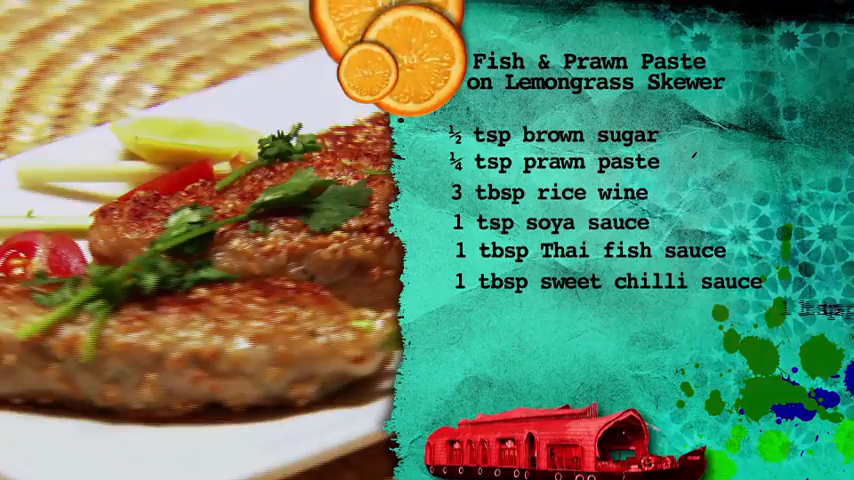 Fish & Prawn Paste
on Lemongrass Skewer
½ tsp brown sugar
¼ tsp prawn paste
3 tbsp rice wine
1 tsp soya sauce
1 tbsp Thai fish sauce
1 tbsp sweet chilli sauce